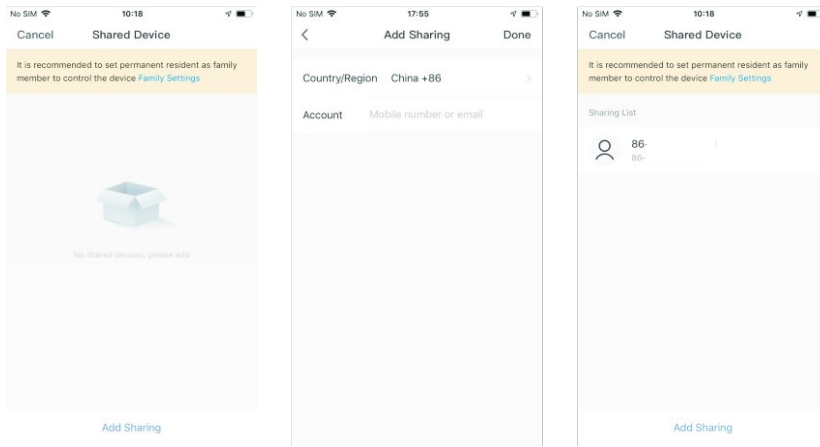 No SIM 10:18
Cancel Shared Device
It is recommended to set permanent resident as family
member to control the device Family Settings
No shared devices, please add
Add Sharing
No SIM 17:55
Add Sharing Done
Country/Region China +86
Account Mobile number or email
No SIM 10:18
Cancel Shared Device
It is recommended to set permanent resident as family
member to control the device Family Settings
Sharing List
86-
86-
Add Sharing